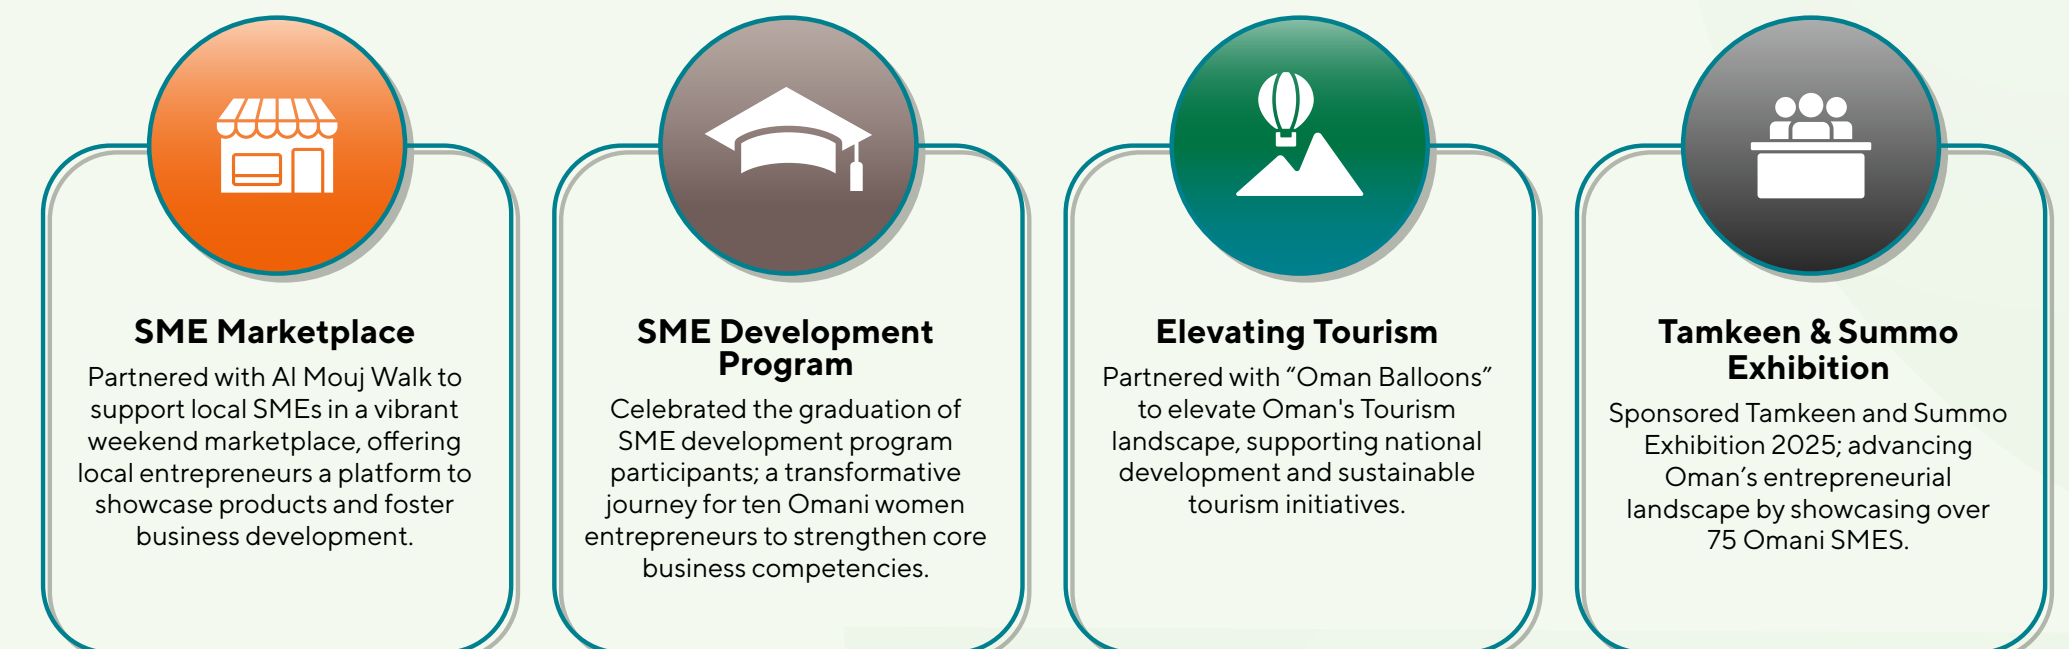 SME Marketplace
Partnered with Al Mouj Walk to
support local SMEs in a vibrant
weekend marketplace, offering
local entrepreneurs a platform to
showcase products and foster
business development.
SME Development
Program
Celebrated the graduation of
SME development program
participants; a transformative
journey for ten Omani women
entrepreneurs to strengthen core
business competencies.
Elevating Tourism
Partnered with “Oman Balloons”
to elevate Oman's Tourism
landscape, supporting national
development and sustainable
tourism initiatives.
Tamkeen & Summo
Exhibition
Sponsored Tamkeen and Summo
Exhibition 2025; advancing
Oman’s entrepreneurial
landscape by showcasing over
75 Omani SMES.